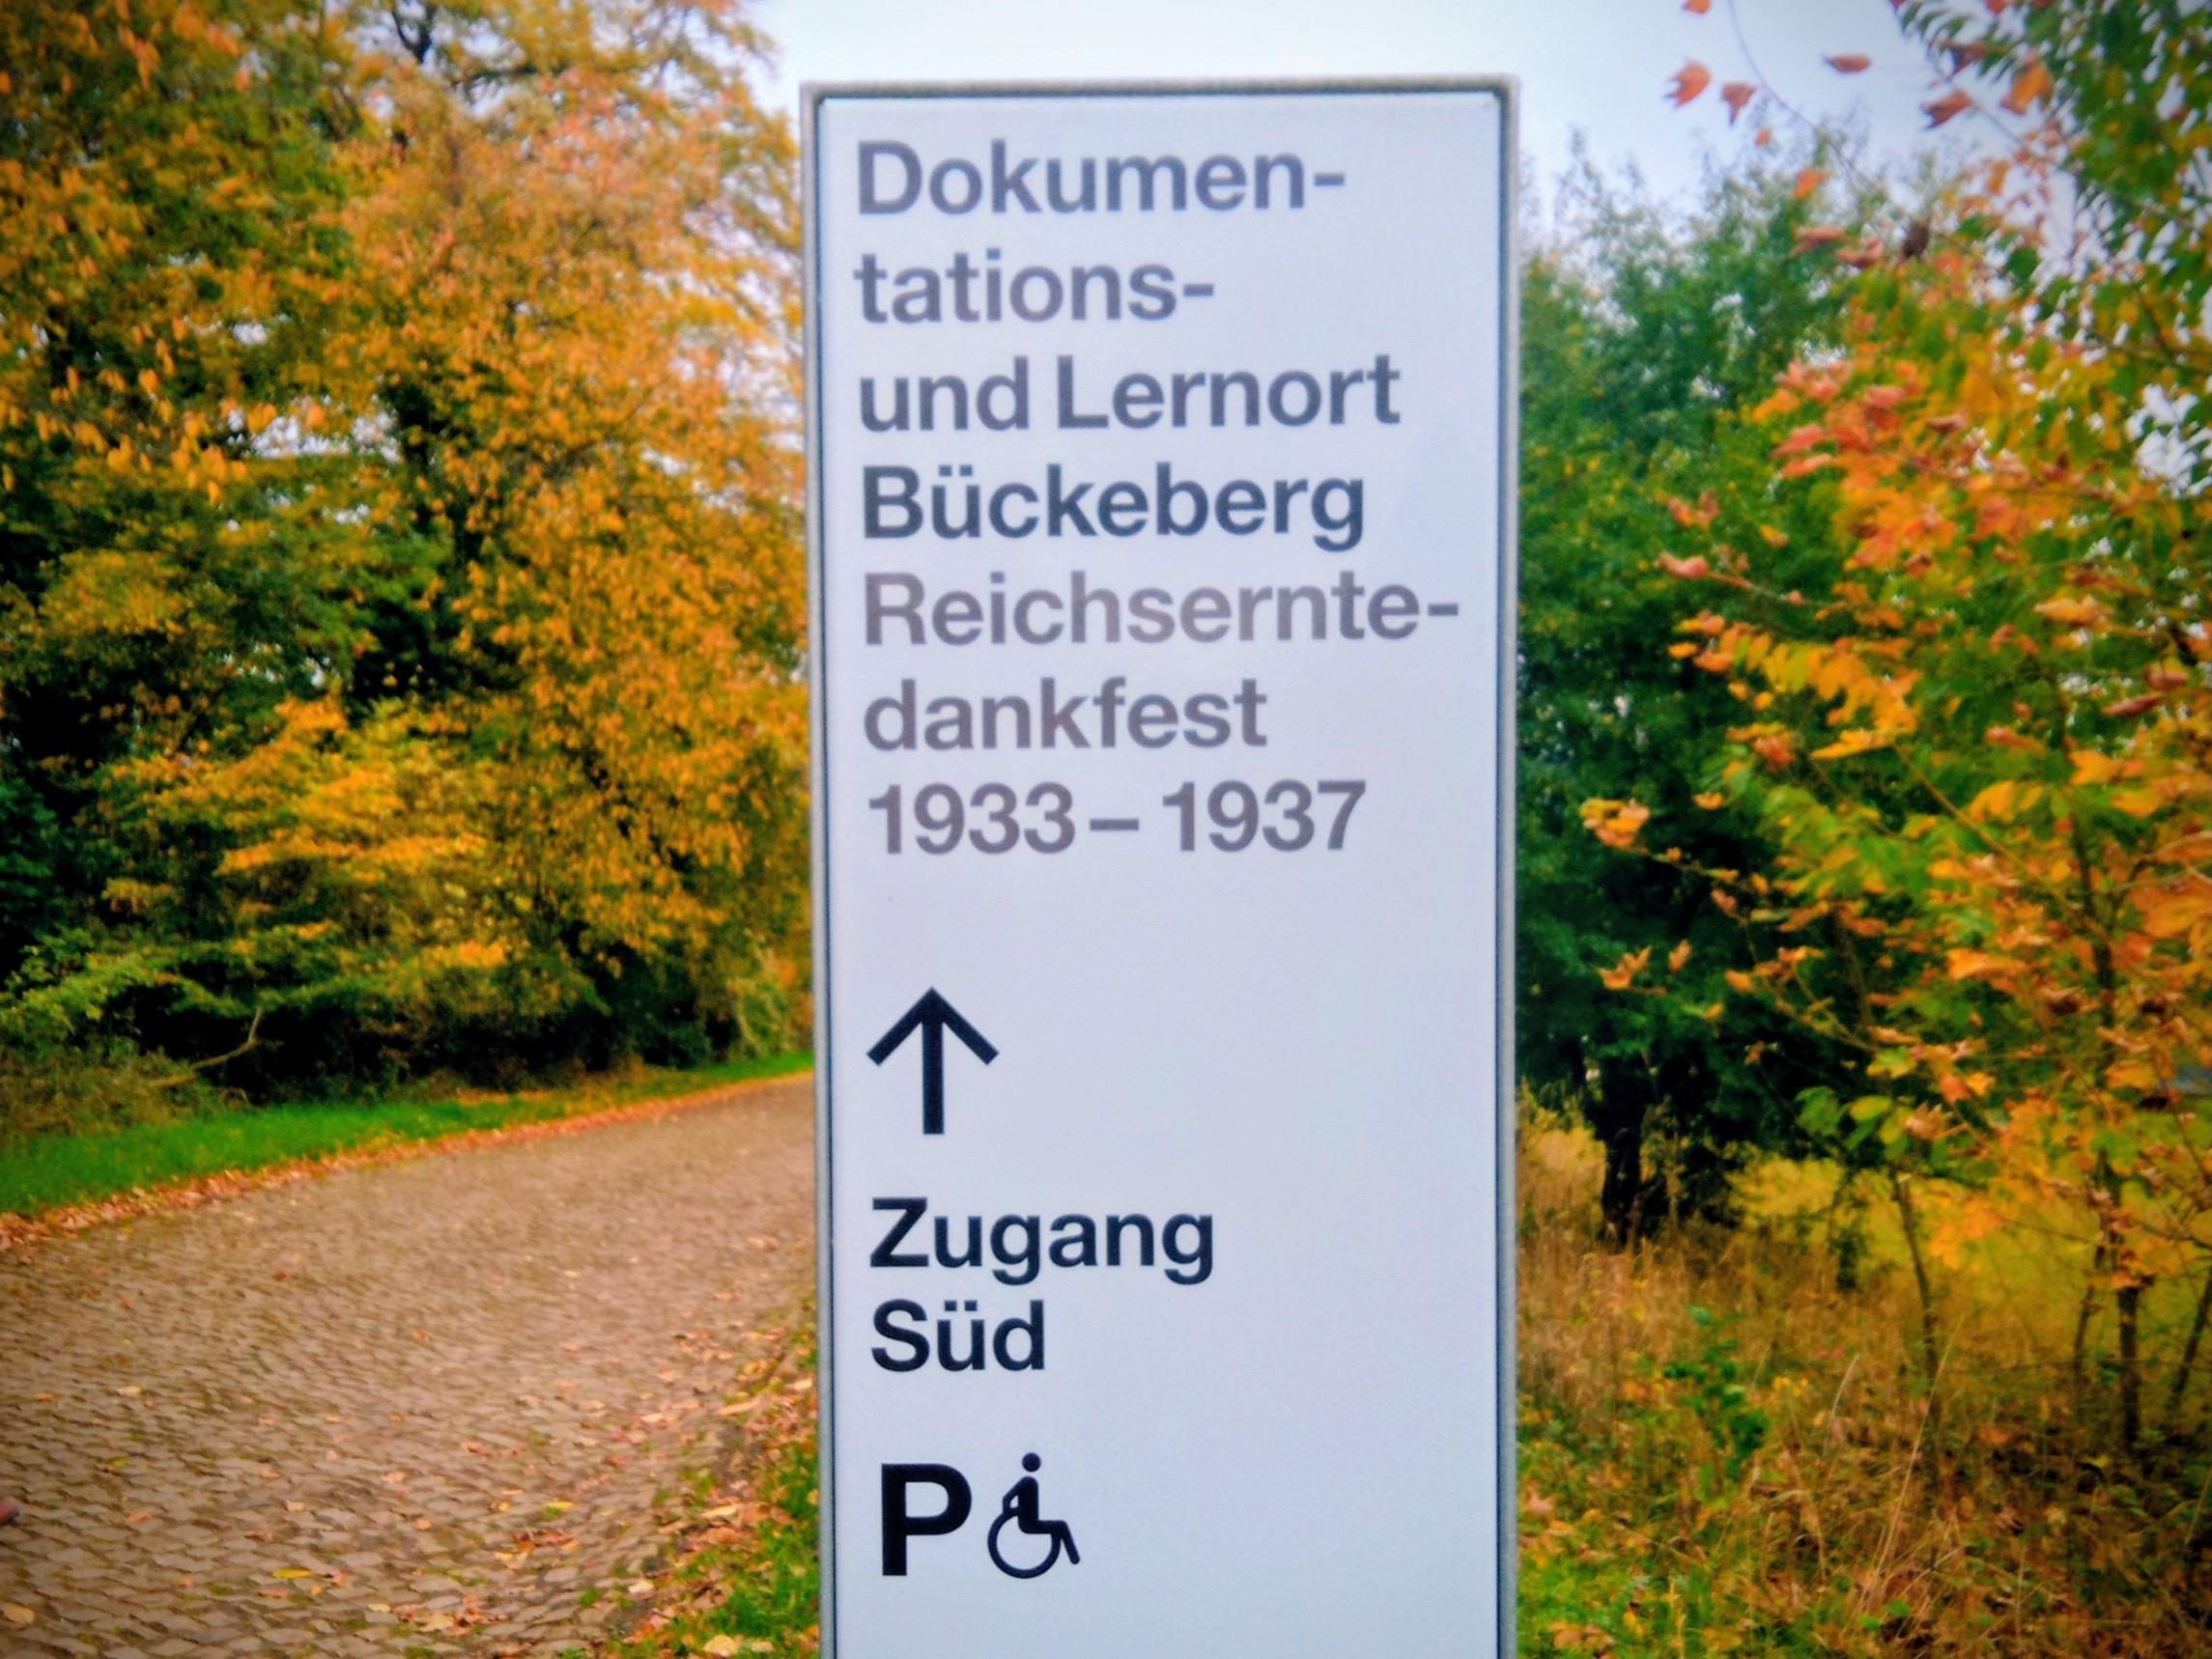 Dokumen-
tations-
und Lernort
Bückeberg
Reichsernte-
dankfest
1933 – 1937
Zugang
Süd
P